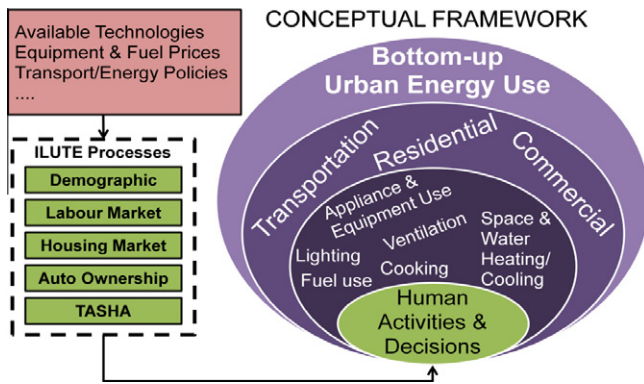 CONCEPTUAL FRAMEWORK
Available Technologies
Equipment & Fuel Prices
Transport/Energy Policies
....
ILUTE Processes
Demographic
Labour Market
Housing Market
Auto Ownership
TASHA
Bottom-up
Urban Energy Use
Transportation
Residential
Commercial
Appliance &
Equipment Use
Ventilation
Space &
Water
Heating/
Cooling
Lighting
Fuel use
Cooking
Human
Activities &
Decisions